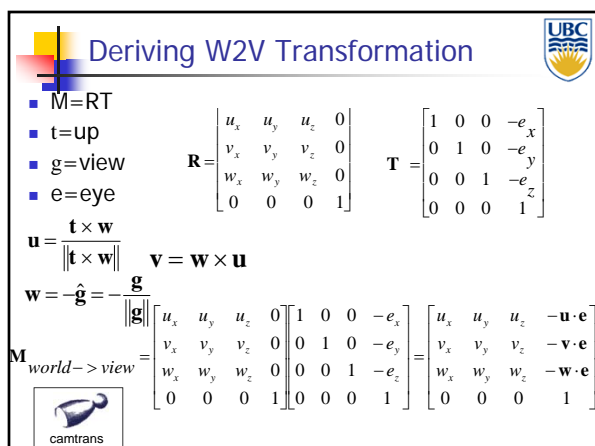 Deriving W2V Transformation
UBC
M=RT
t=up
g=view
e=eye
R = [u_x u_y u_z 0
v_x v_y v_z 0
w_x w_y w_z 0
0 0 0 1]
T = [1 0 0 -e_x
0 1 0 -e_y
0 0 1 -e_z
0 0 0 1]
u = t × w / ‖t × w‖
v = w × u
w = -ĝ = - g / ‖g‖
M_world->view = [u_x u_y u_z 0 [1 0 0 -e_x = [u_x u_y u_z -u·e
v_x v_y v_z 0 0 1 0 -e_y v_x v_y v_z -v·e
w_x w_y w_z 0 0 0 1 -e_z w_x w_y w_z -w·e
0 0 0 1] 0 0 0 1] 0 0 0 1]
camtrans